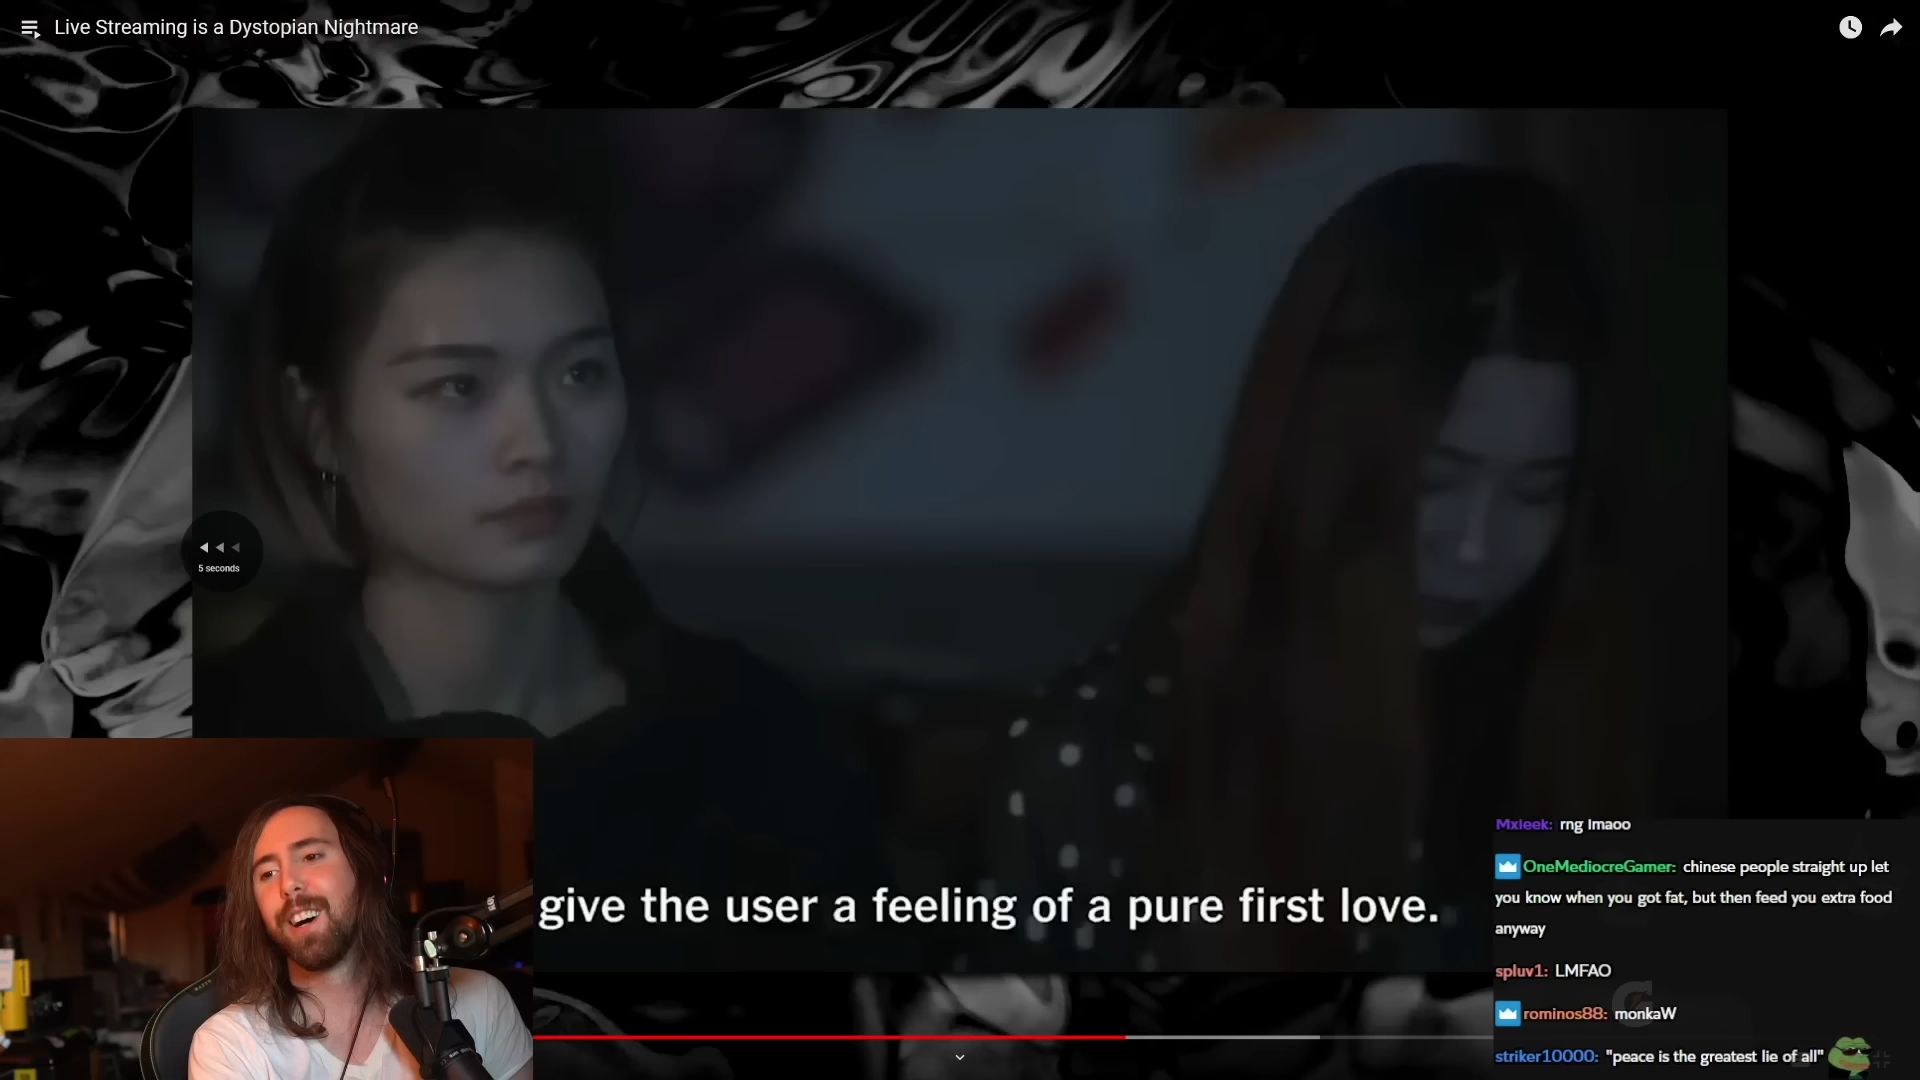 Live Streaming is a Dystopian Nightmare
5 seconds
give the user a feeling of a pure first love.
Mxieek: rng lmaoo
OneMediocreGamer: chinese people straight up let
you know when you got fat, but then feed you extra food
anyway
spluv1: LMFAO
rominos88: monkaW
striker10000: "peace is the greatest lie of all"